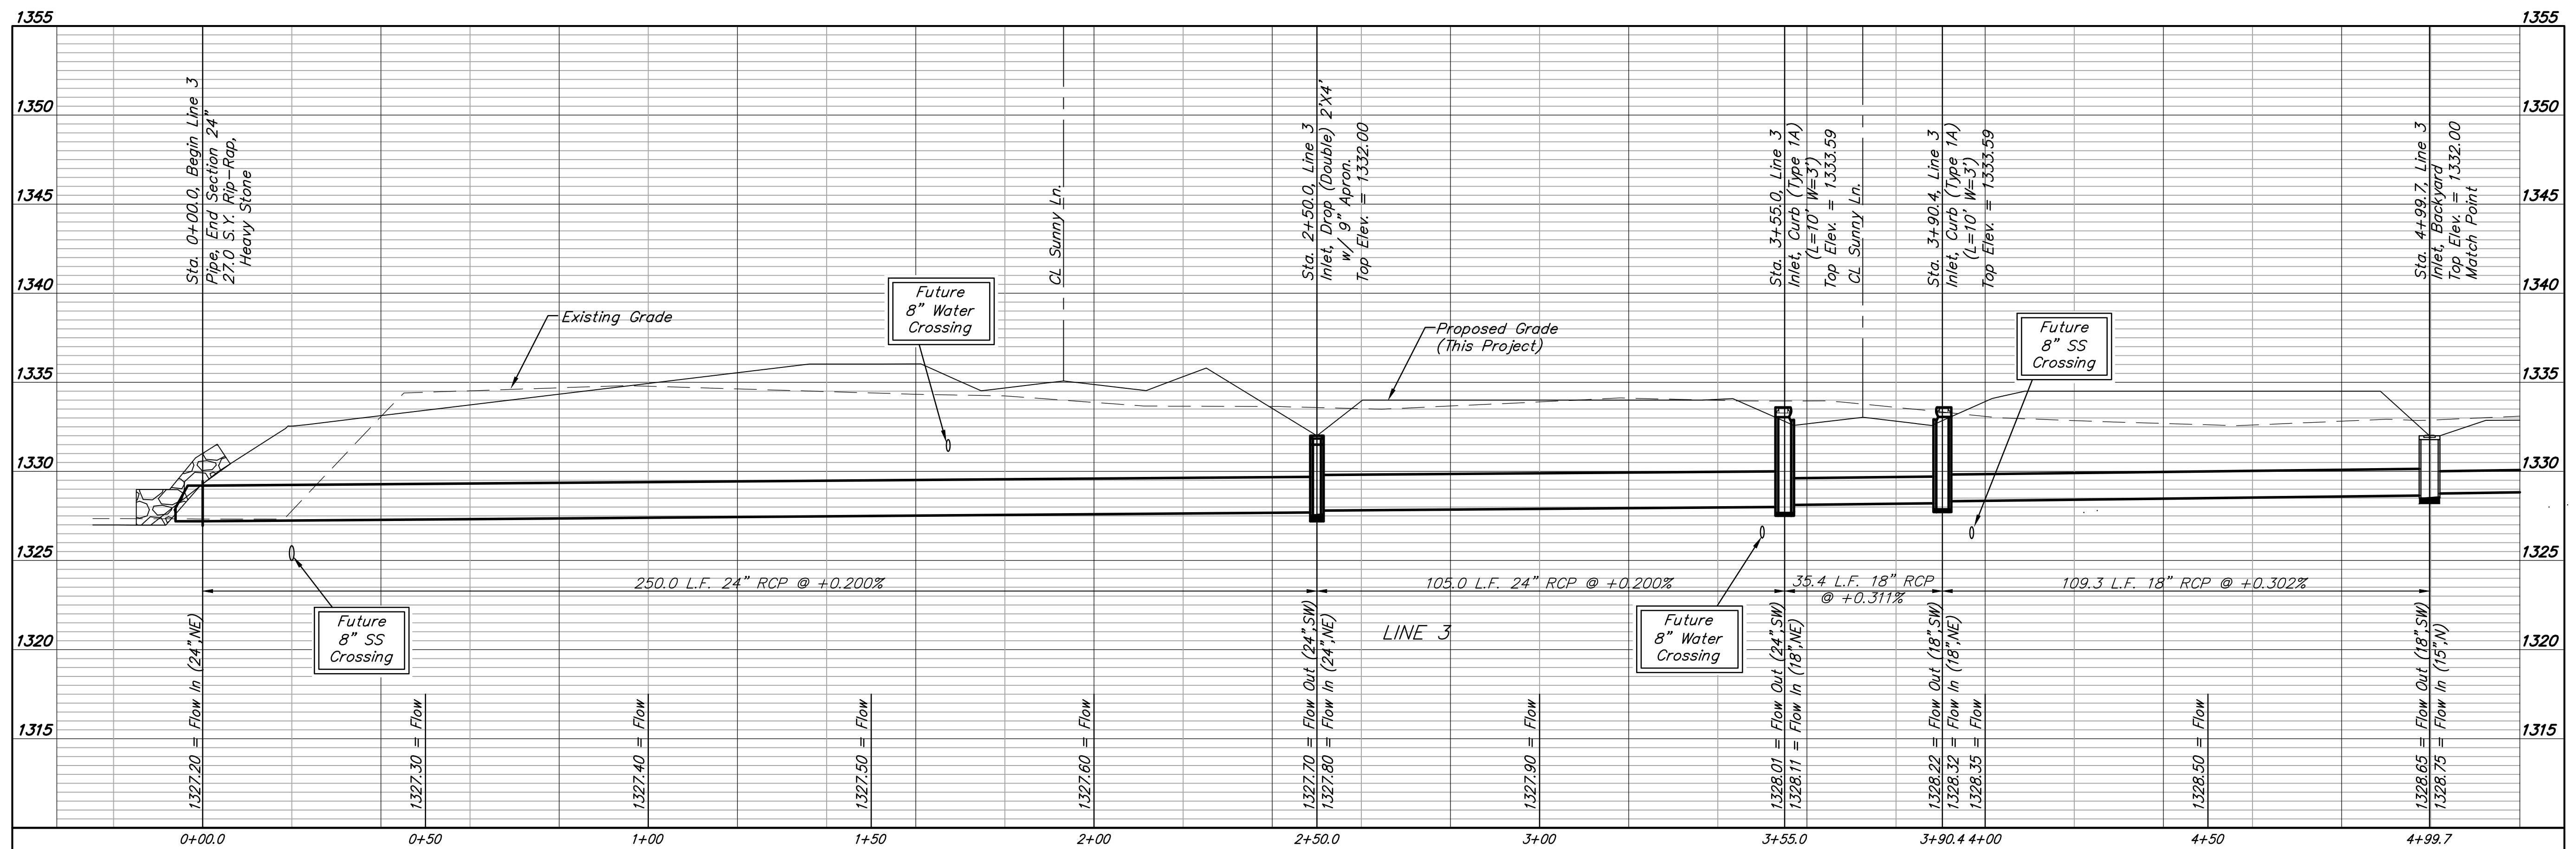 1355
1355
1350
1350
1345
1345
1340
1340
1335
1335
1330
1330
1325
1325
1320
1320
1315
1315
Sta. 0+00.0, Begin Line 3
Pipe, End Section 24"
27.0 S.Y. Rip-Rap,
Heavy Stone
CL Sunny Ln.
Sta. 2+50.0, Line 3
Inlet, Drop (Double) 2'X4'
w/ 9" Apron.
Top Elev. = 1332.00
Sta. 3+55.0, Line 3
Inlet, Curb (Type 1A)
(L=10' W=3')
Top Elev. = 1333.59
CL Sunny Ln.
Sta. 3+90.4, Line 3
Inlet, Curb (Type 1A)
(L=10' W=3')
Top Elev. = 1333.59
Sta. 4+99.7, Line 3
Inlet, Backyard
Top Elev. = 1332.00
Match Point
Existing Grade
Future
8" Water
Crossing
Proposed Grade
(This Project)
Future
8" SS
Crossing
250.0 L.F. 24" RCP @ +0.200%
105.0 L.F. 24" RCP @ +0.200%
35.4 L.F. 18" RCP
@ +0.311%
109.3 L.F. 18" RCP @ +0.302%
Future
8" SS
Crossing
LINE 3
Future
8" Water
Crossing
1327.20 = Flow In (24",NE)
1327.30 = Flow
1327.40 = Flow
1327.50 = Flow
1327.60 = Flow
1327.70 = Flow Out (24",SW)
1327.80 = Flow In (24",NE)
1327.90 = Flow
1328.01 = Flow Out (24",SW)
1328.11 = Flow In (18",NE)
1328.22 = Flow Out (18",SW)
1328.32 = Flow In (18",NE)
1328.35 = Flow
1328.50 = Flow
1328.65 = Flow Out (18",SW)
1328.75 = Flow In (15",N)
0+00.0
0+50
1+00
1+50
2+00
2+50.0
3+00
3+55.0
3+90.4
4+00
4+50
4+99.7